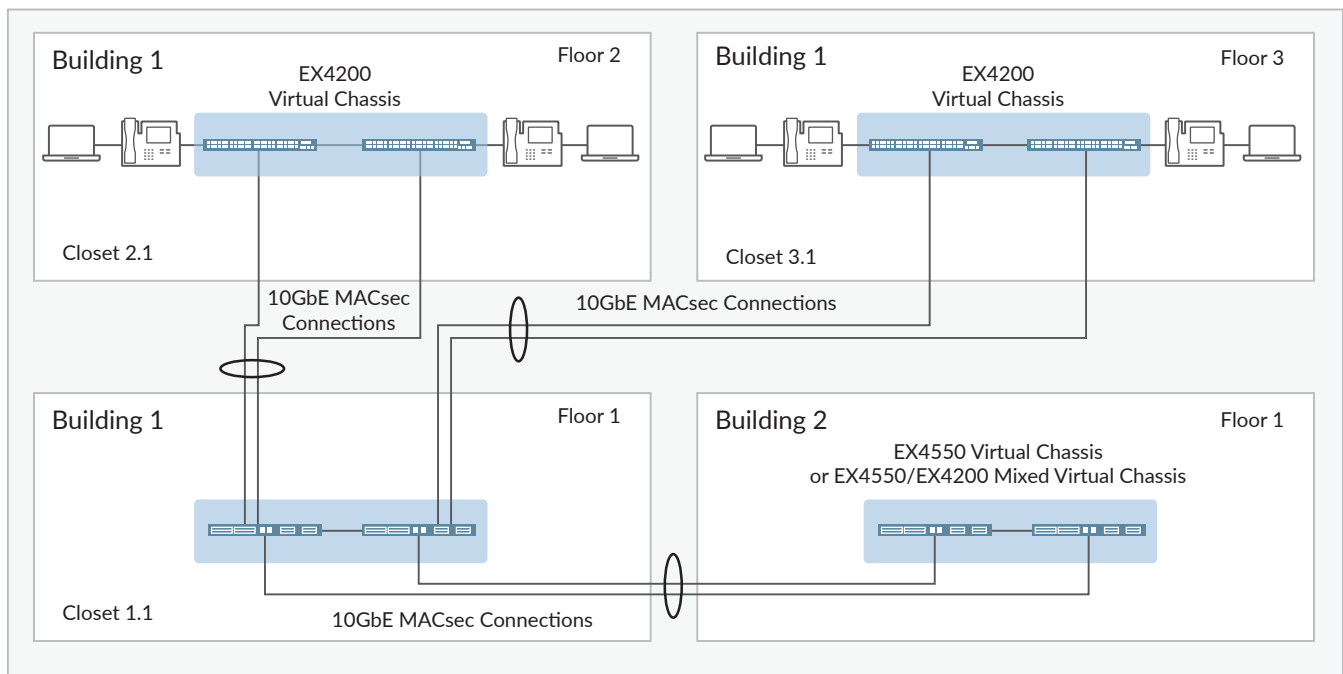 Building 1
Floor 2
EX4200
Virtual Chassis
Closet 2.1
Building 1
Floor 3
EX4200
Virtual Chassis
Closet 3.1
10GbE MACsec
Connections
10GbE MACsec Connections
Building 1
Floor 1
Closet 1.1
10GbE MACsec Connections
Building 2
Floor 1
EX4550 Virtual Chassis
or EX4550/EX4200 Mixed Virtual Chassis